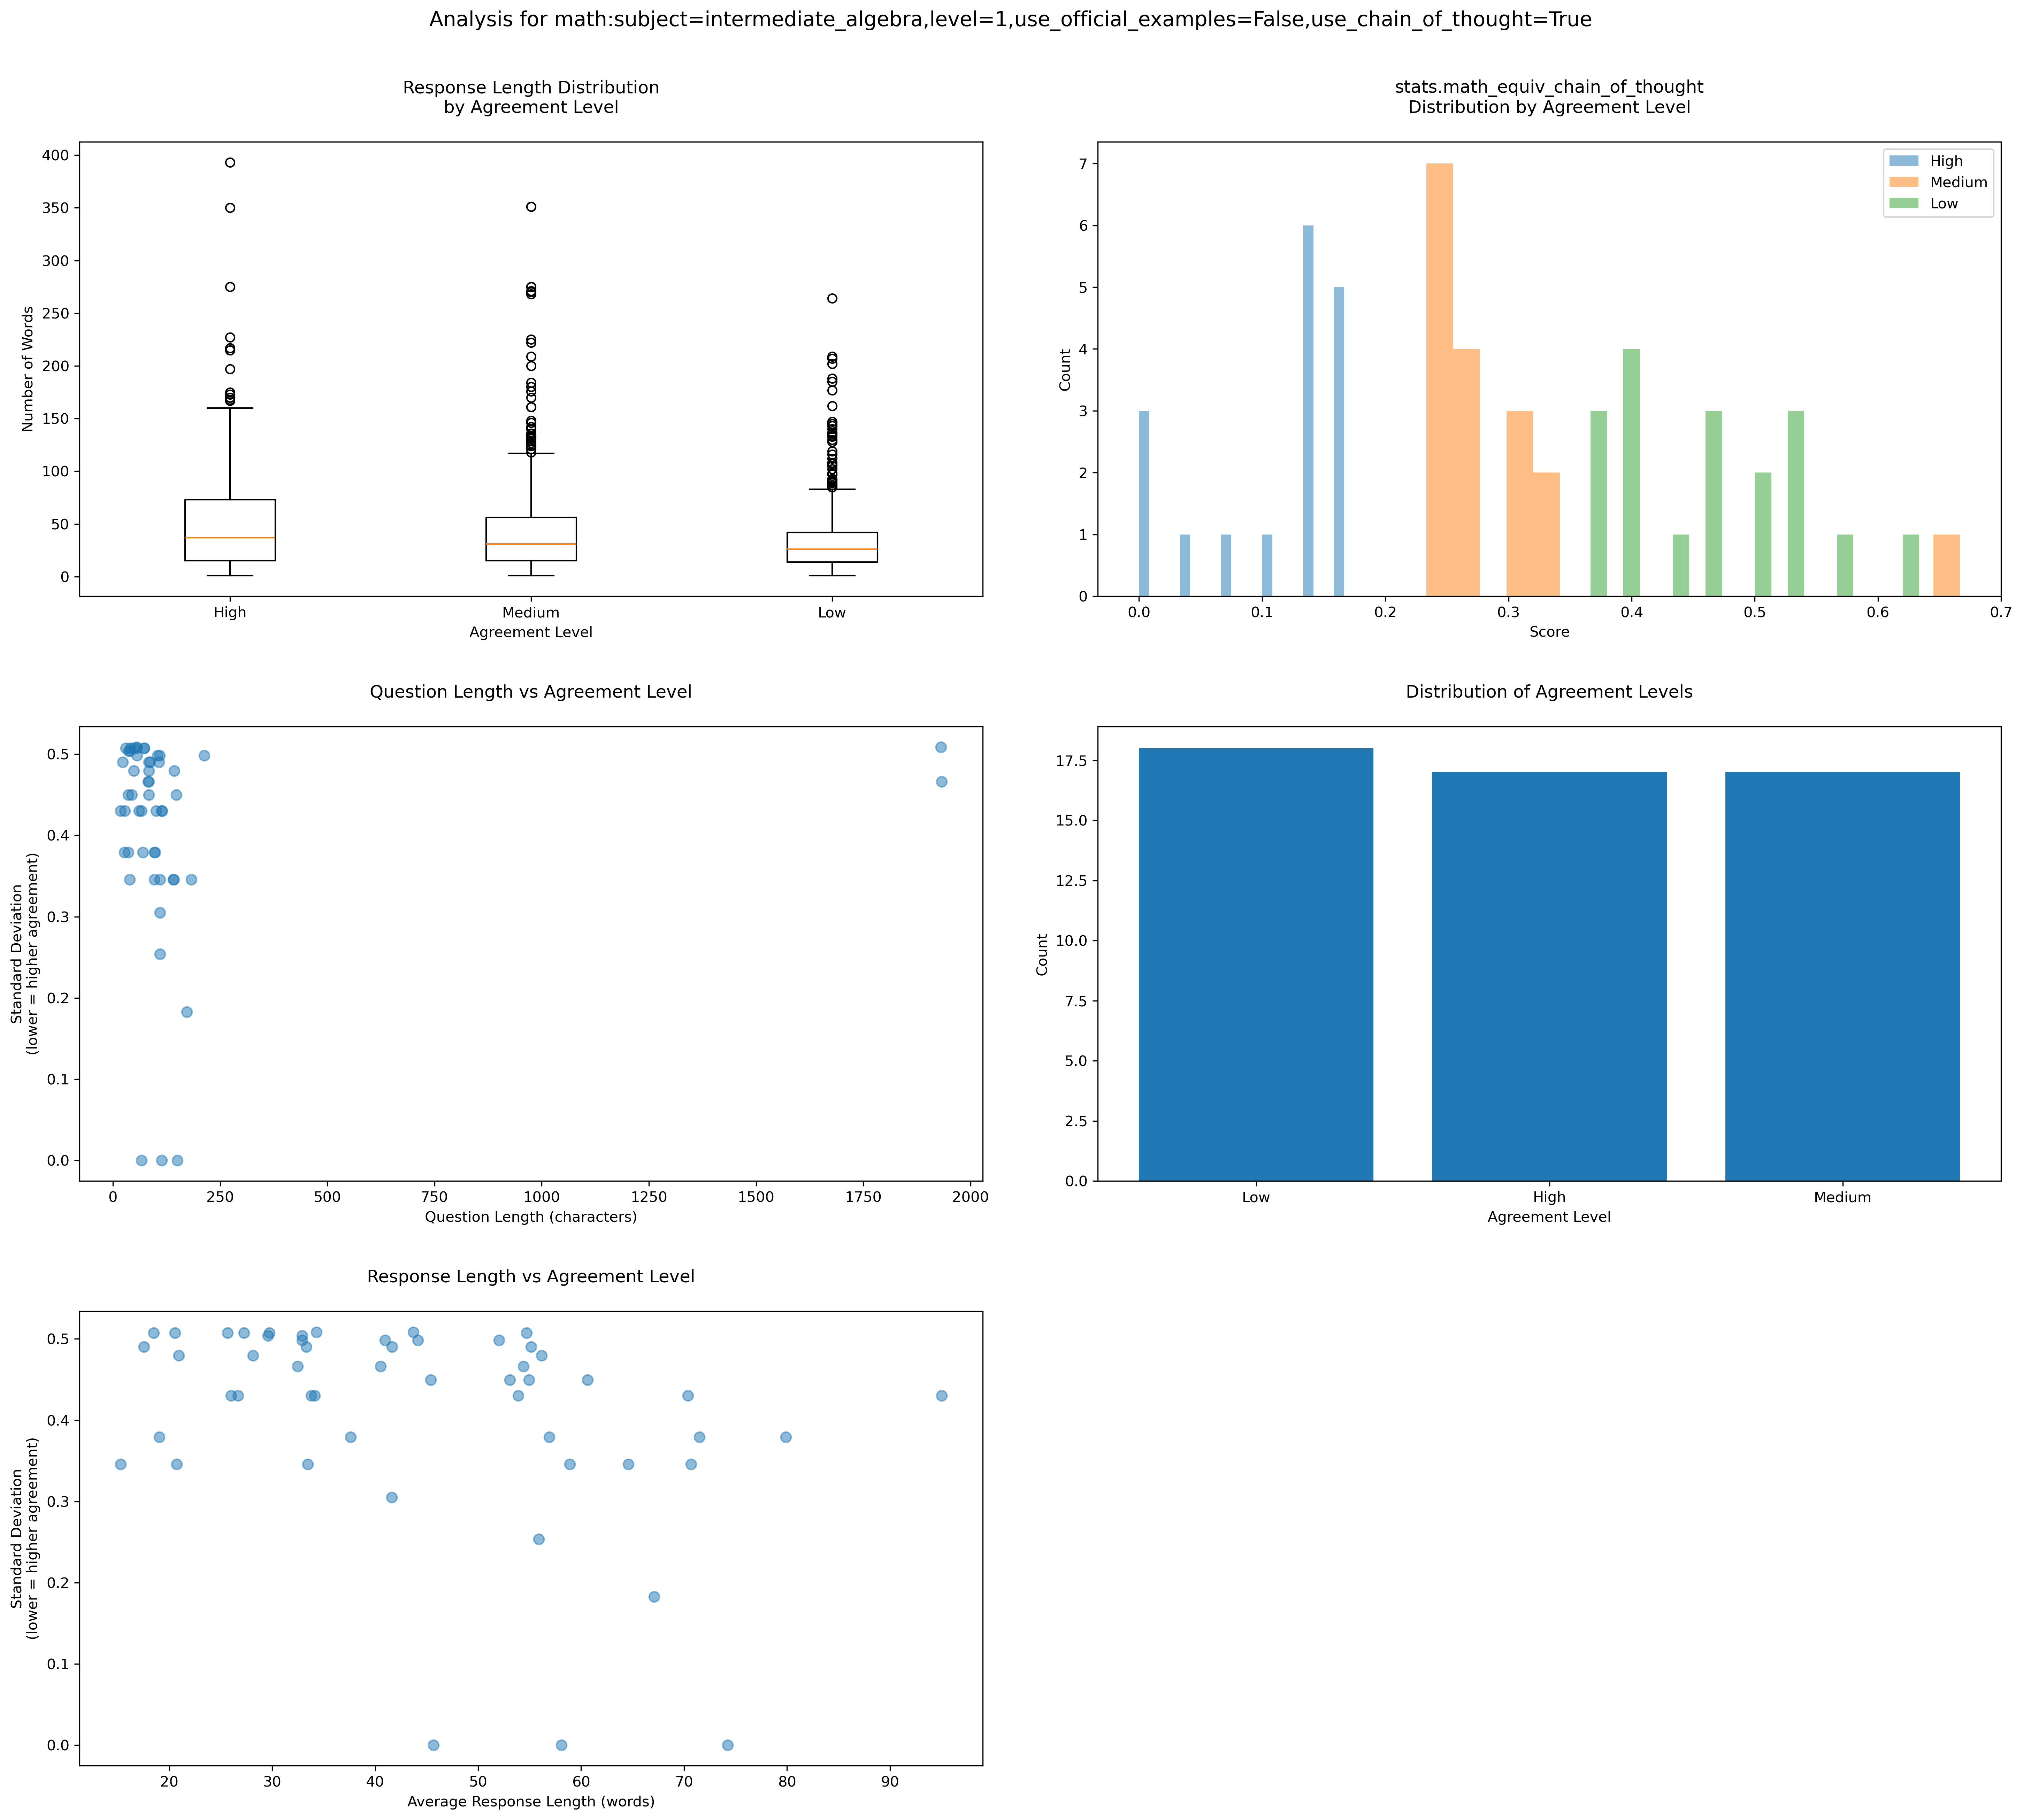 Analysis for math:subject=intermediate_algebra,level=1,use_official_examples=False,use_chain_of_thought=True
Response Length Distribution
by Agreement Level
400
350
300
250
200
150
100
50
0
Number of Words
High
Medium
Low
Agreement Level
stats.math_equiv_chain_of_thought
Distribution by Agreement Level
High
Medium
Low
7
6
5
4
3
2
1
0
Count
0.0
0.1
0.2
0.3
0.4
0.5
0.6
0.7
Score
Question Length vs Agreement Level
0.5
0.4
0.3
0.2
0.1
0.0
Standard Deviation
(lower = higher agreement)
0
250
500
750
1000
1250
1500
1750
2000
Question Length (characters)
Distribution of Agreement Levels
17.5
15.0
12.5
10.0
7.5
5.0
2.5
0.0
Count
Low
High
Medium
Agreement Level
Response Length vs Agreement Level
0.5
0.4
0.3
0.2
0.1
0.0
Standard Deviation
(lower = higher agreement)
20
30
40
50
60
70
80
90
Average Response Length (words)